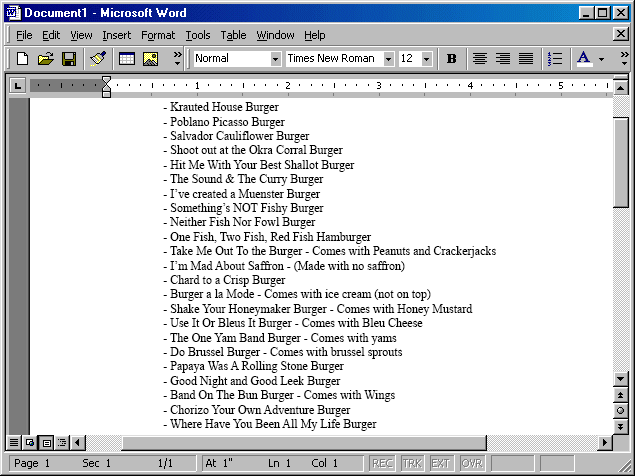 Document1 - Microsoft Word
File Edit View Insert Format Tools Table Window Help
Normal Times New Roman 12 B A
1 2 3 4 5
- Krauted House Burger
- Poblano Picasso Burger
- Salvador Cauliflower Burger
- Shoot out at the Okra Corral Burger
- Hit Me With Your Best Shallot Burger
- The Sound & The Curry Burger
- I’ve created a Muenster Burger
- Something’s NOT Fishy Burger
- Neither Fish Nor Fowl Burger
- One Fish, Two Fish, Red Fish Hamburger
- Take Me Out To the Burger - Comes with Peanuts and Crackerjacks
- I’m Mad About Saffron - (Made with no saffron)
- Chard to a Crisp Burger
- Burger a la Mode - Comes with ice cream (not on top)
- Shake Your Honeymaker Burger - Comes with Honey Mustard
- Use It Or Bleus It Burger - Comes with Bleu Cheese
- The One Yam Band Burger - Comes with yams
- Do Brussel Burger - Comes with brussel sprouts
- Papaya Was A Rolling Stone Burger
- Good Night and Good Leek Burger
- Band On The Bun Burger - Comes with Wings
- Chorizo Your Own Adventure Burger
- Where Have You Been All My Life Burger
Page 1 Sec 1 1/1 At 1" Ln 1 Col 1 REC TRK EXT OVR